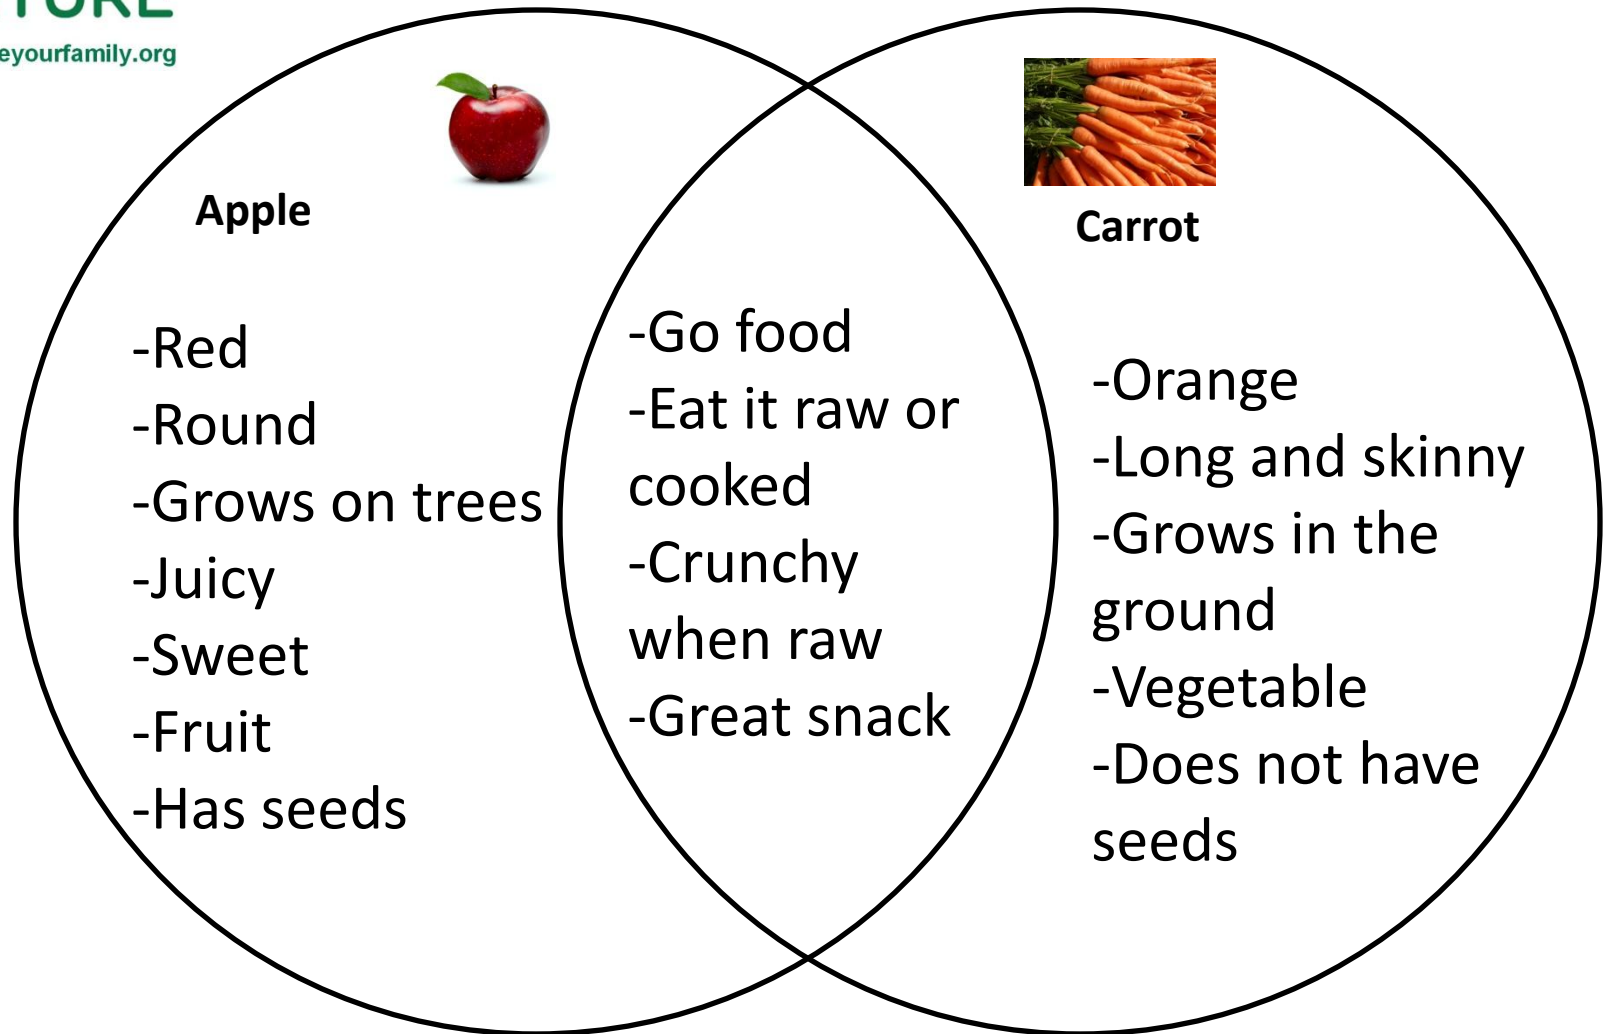 eyourfamily.org
Apple
-Red
-Round
-Grows on trees
-Juicy
-Sweet
-Fruit
-Has seeds
-Go food
-Eat it raw or
cooked
-Crunchy
when raw
-Great snack
Carrot
-Orange
-Long and skinny
-Grows in the
ground
-Vegetable
-Does not have
seeds